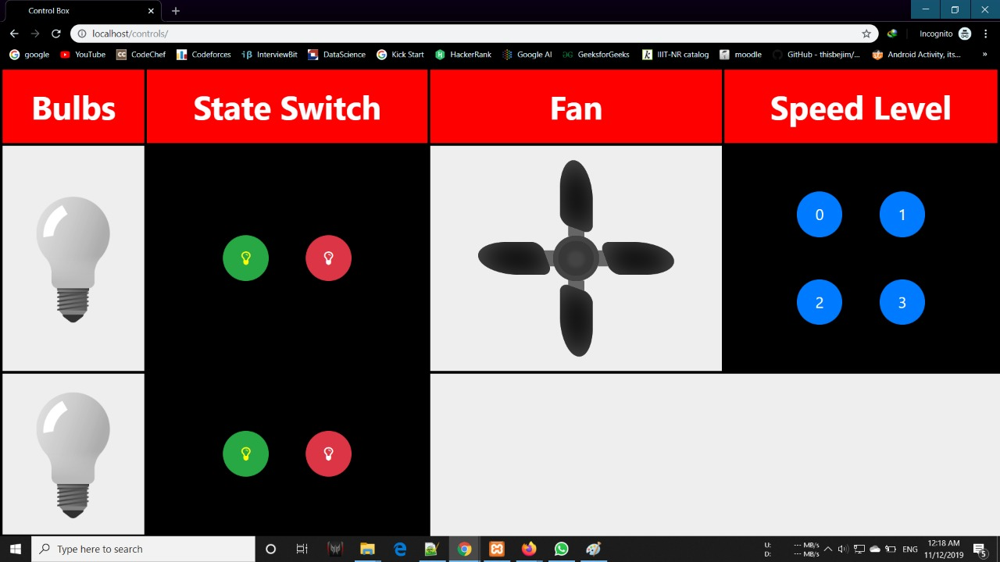 Control Box
localhost/controls/
Incognito
google
YouTube
CC
CodeChef
Codeforces
iβ
InterviewBit
DataScience
Kick Start
HackerRank
Google AI
GeeksforGeeks
k
IIIT-NR catalog
moodle
GitHub - thisbejim/...
Android Activity, its...
»
Bulbs
State Switch
Fan
Speed Level
0
1
2
3
Type here to search
U:
--- MB/s
D:
--- MB/s
ENG
12:18 AM
11/12/2019
5